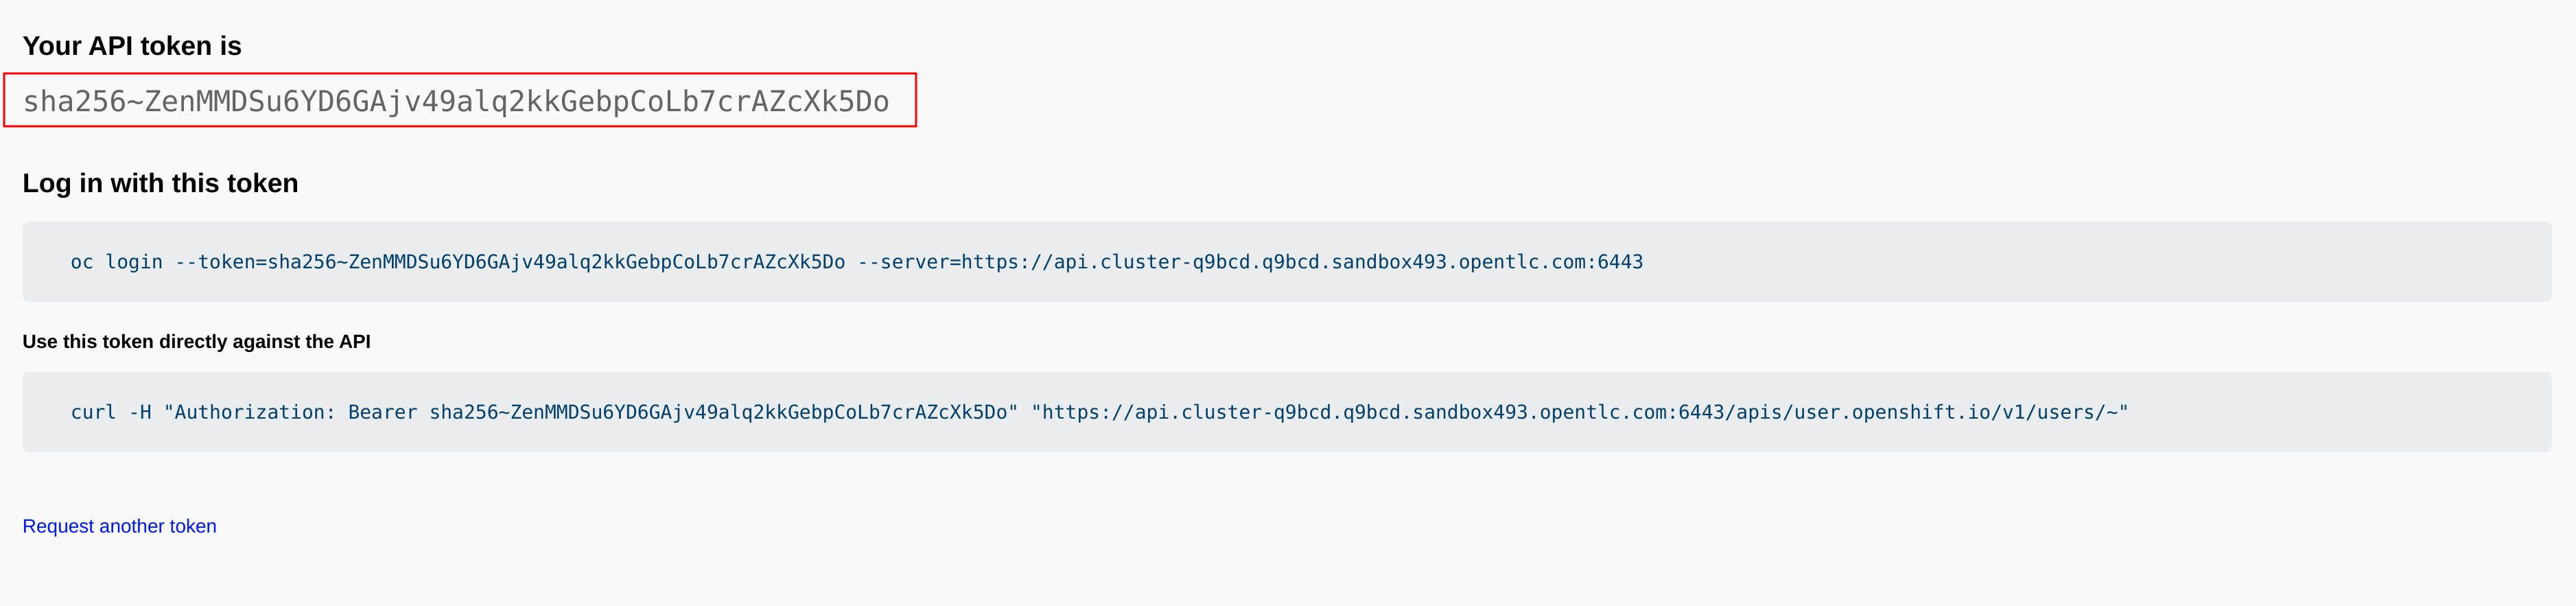 Your API token is
sha256~ZenMMDSu6YD6GAjv49alq2kkGebpCoLb7crAZcXk5Do
Log in with this token
oc login --token=sha256~ZenMMDSu6YD6GAjv49alq2kkGebpCoLb7crAZcXk5Do --server=https://api.cluster-q9bcd.q9bcd.sandbox493.opentlc.com:6443
Use this token directly against the API
curl -H "Authorization: Bearer sha256~ZenMMDSu6YD6GAjv49alq2kkGebpCoLb7crAZcXk5Do" "https://api.cluster-q9bcd.q9bcd.sandbox493.opentlc.com:6443/apis/user.openshift.io/v1/users/~"
Request another token